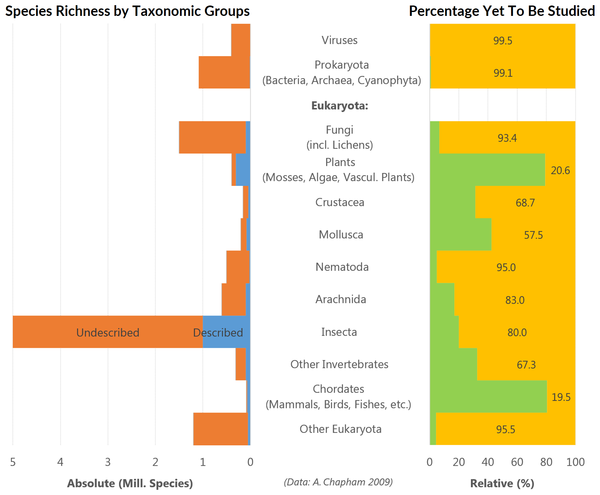 Species Richness by Taxonomic Groups
Percentage Yet To Be Studied
Viruses
99.5
Prokaryota
(Bacteria, Archaea, Cyanophyta)
99.1
Eukaryota:
Fungi
(incl. Lichens)
93.4
Plants
(Mosses, Algae, Vascul. Plants)
20.6
Crustacea
68.7
Mollusca
57.5
Nematoda
95.0
Arachnida
83.0
Undescribed
Described
Insecta
80.0
Other Invertebrates
67.3
Chordates
(Mammals, Birds, Fishes, etc.)
19.5
Other Eukaryota
95.5
5 4 3 2 1 0
0 20 40 60 80 100
Absolute (Mill. Species)
(Data: A. Chapham 2009)
Relative (%)